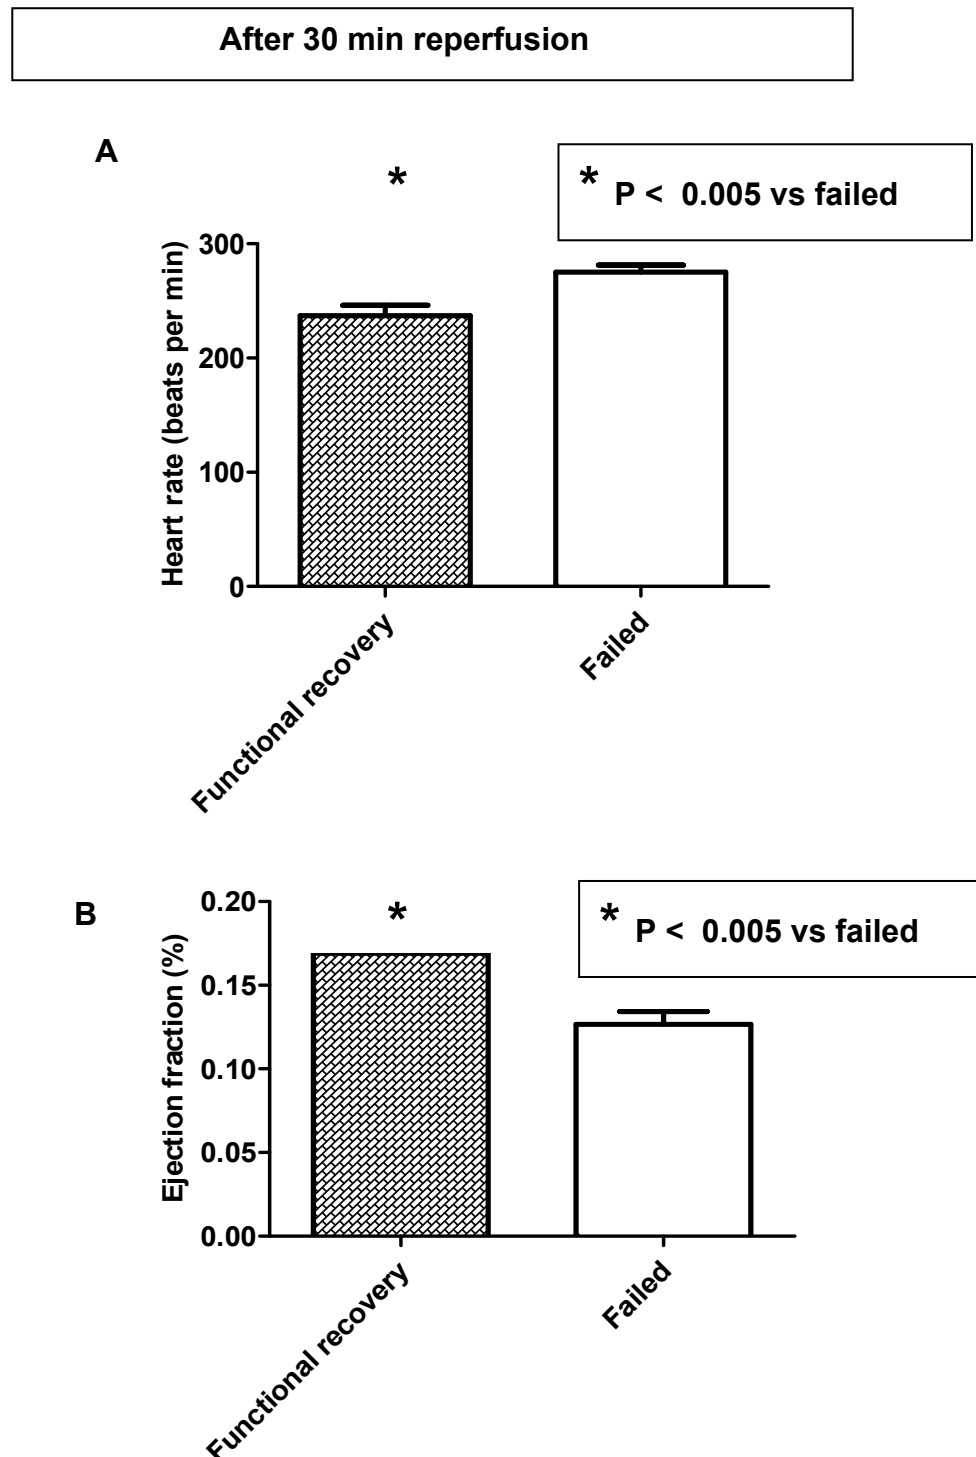 After 30 min reperfusion
A
*
* P < 0.005 vs failed
Heart rate (beats per min)
300
200
100
0
Functional recovery
Failed
B
*
* P < 0.005 vs failed
Ejection fraction (%)
0.20
0.15
0.10
0.05
0.00
Functional recovery
Failed